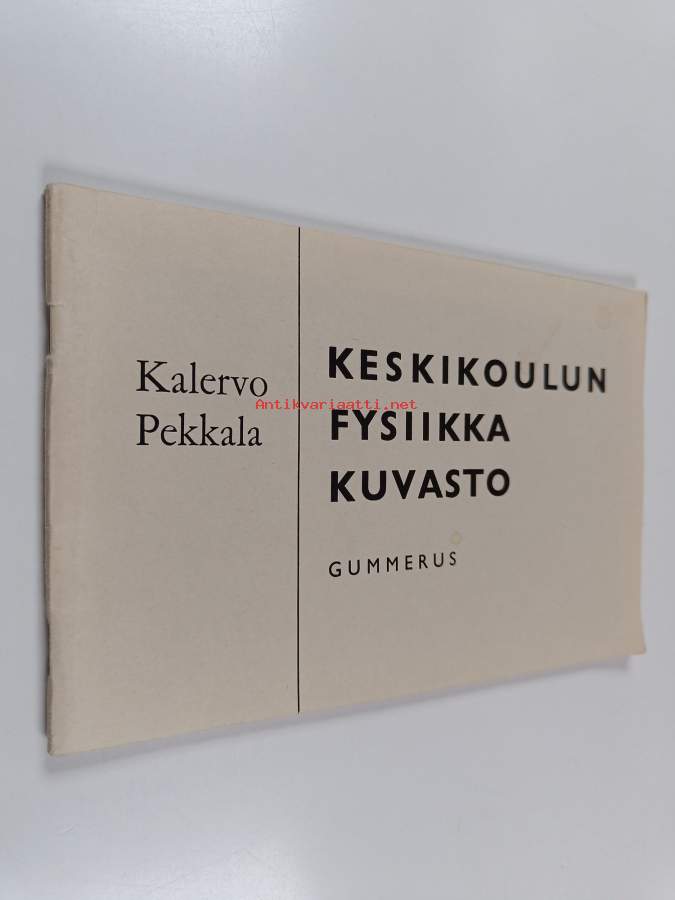 Kalervo
Pekkala
KESKIKOULUN
FYSIIKKA
KUVASTO
GUMMERUS
Antikvariaatti.net